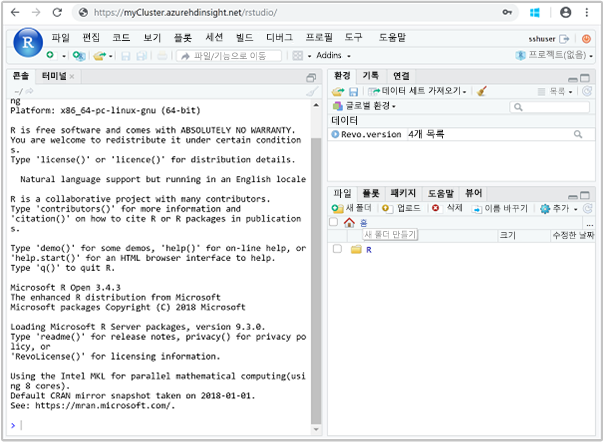 https://myCluster.azurehdinsight.net/rstudio/
R
파일 편집 코드 보기 플롯 세션 빌드 디버그 프로필 도구 도움말
sshuser
파일/기능으로 이동
Addins
프로젝트(없음)
콘솔 터미널
~/
ng
Platform: x86_64-pc-linux-gnu (64-bit)
R is free software and comes with ABSOLUTELY NO WARRANTY.
You are welcome to redistribute it under certain condition
s.
Type 'license()' or 'licence()' for distribution details.
Natural language support but running in an English locale
R is a collaborative project with many contributors.
Type 'contributors()' for more information and
'citation()' on how to cite R or R packages in publication
s.
Type 'demo()' for some demos, 'help()' for on-line help, or
'help.start()' for an HTML browser interface to help.
Type 'q()' to quit R.
Microsoft R Open 3.4.3
The enhanced R distribution from Microsoft
Microsoft packages Copyright (C) 2018 Microsoft
Loading Microsoft R Server packages, version 9.3.0.
Type 'readme()' for release notes, privacy() for privacy po
licy, or
'RevoLicense()' for licensing information.
Using the Intel MKL for parallel mathematical computing(usi
ng 8 cores).
Default CRAN mirror snapshot taken on 2018-01-01.
See: https://mran.microsoft.com/.
>
환경 기록 연결
데이터 세트 가져오기
목록
글로벌 환경
데이터
Revo.version 4개 목록
파일 플롯 패키지 도움말 뷰어
새 폴더 업로드 삭제 이름 바꾸기 추가
홈 ...
새 폴더 만들기 크기 수정한 날짜
R